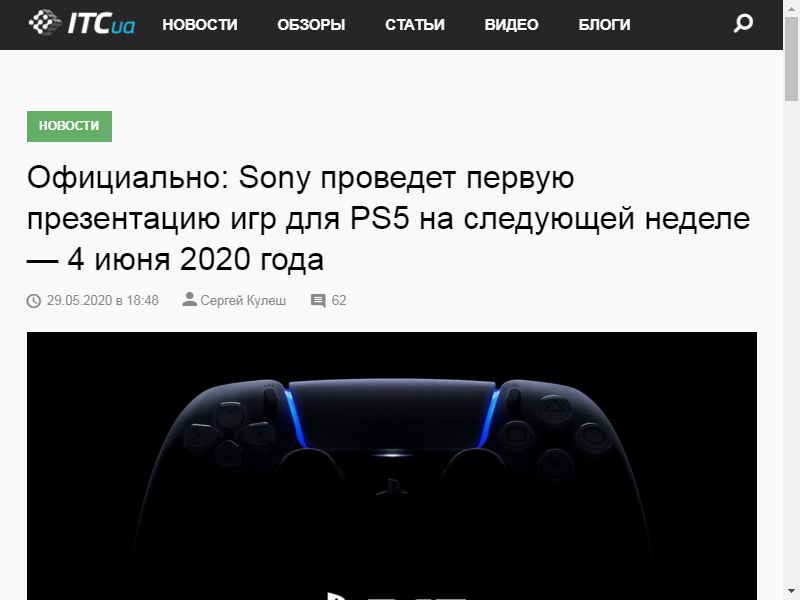 ITCua НОВОСТИ ОБЗОРЫ СТАТЬИ ВИДЕО БЛОГИ
НОВОСТИ
Официально: Sony проведет первую
презентацию игр для PS5 на следующей неделе
— 4 июня 2020 года
29.05.2020 в 18:48 Сергей Кулеш 62